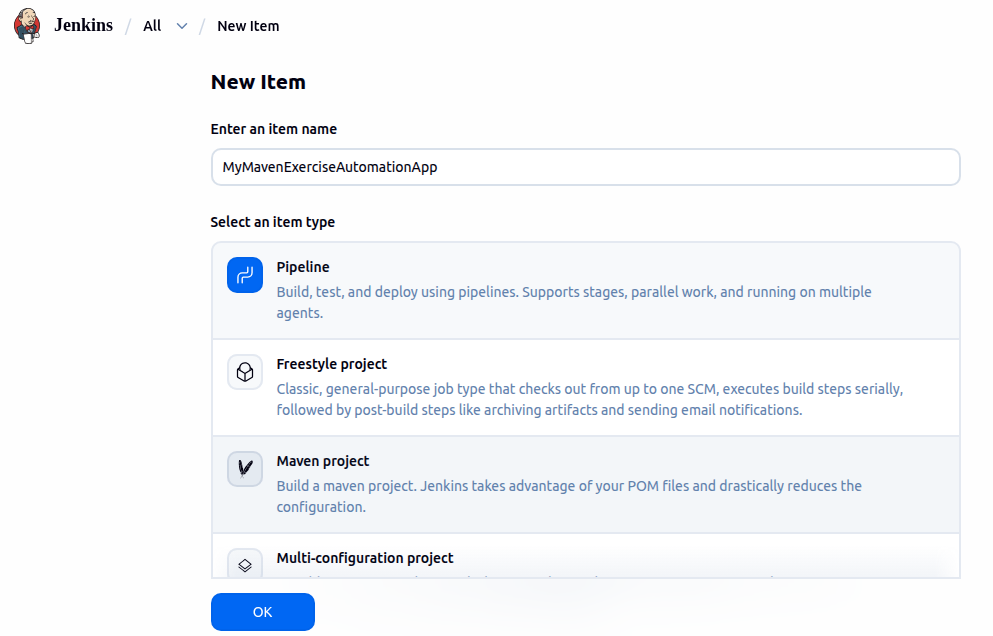 Jenkins / All / New Item
New Item
Enter an item name
MyMavenExerciseAutomationApp
Select an item type
Pipeline
Build, test, and deploy using pipelines. Supports stages, parallel work, and running on multiple
agents.
Freestyle project
Classic, general-purpose job type that checks out from up to one SCM, executes build steps serially,
followed by post-build steps like archiving artifacts and sending email notifications.
Maven project
Build a maven project. Jenkins takes advantage of your POM files and drastically reduces the
configuration.
Multi-configuration project
OK